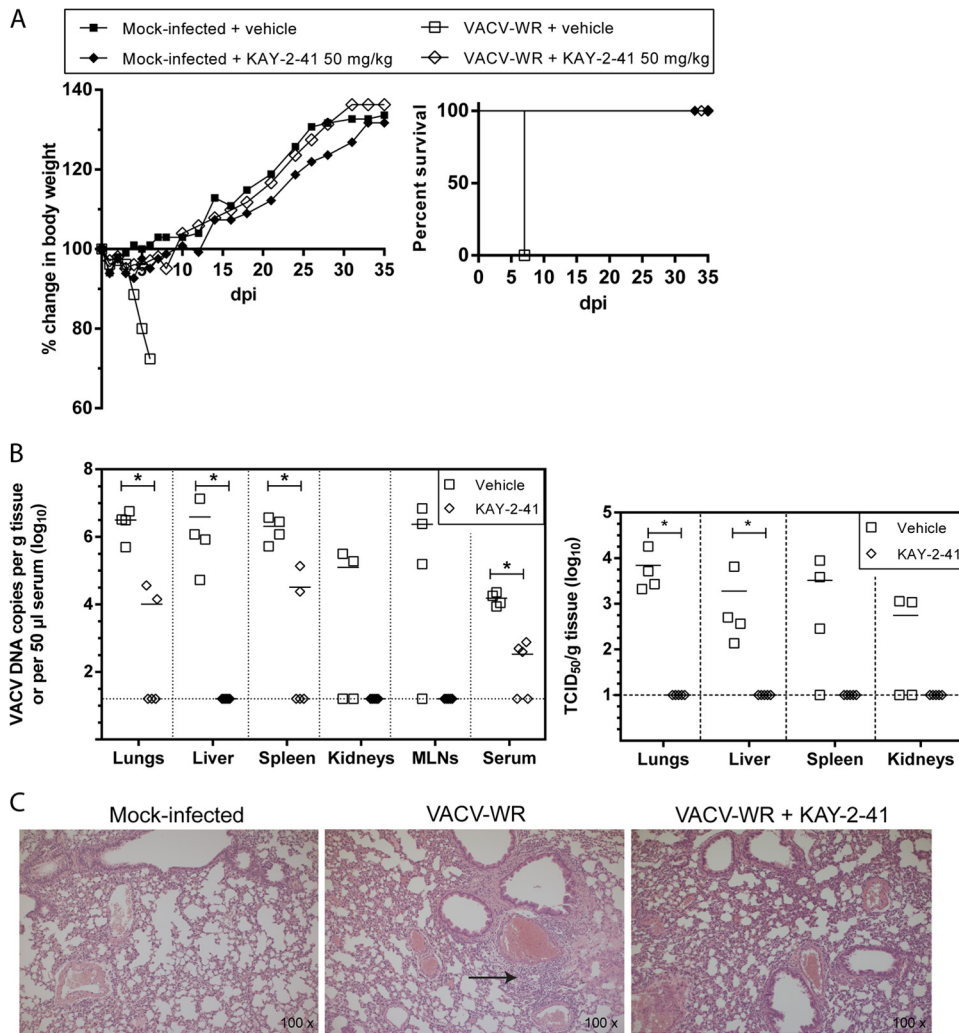 A
Mock-infected + vehicle
VACV-WR + vehicle
Mock-infected + KAY-2-41 50 mg/kg
VACV-WR + KAY-2-41 50 mg/kg
% change in body weight
140
120
100
80
60
5
10
15
21
25
31
35
dpi
Percent survival
100
50
0
0
5
10
15
21
25
31
35
dpi
B
VACV DNA copies per g tissue
or per 50 µl serum (log10)
8
6
4
2
*
*
*
*
Vehicle
KAY-2-41
Lungs Liver Spleen Kidneys MLNs Serum
TCID50/g tissue (log10)
5
4
3
2
1
0
*
*
Vehicle
KAY-2-41
Lungs Liver Spleen Kidneys
C
Mock-infected VACV-WR VACV-WR + KAY-2-41
100 x 100 x 100 x